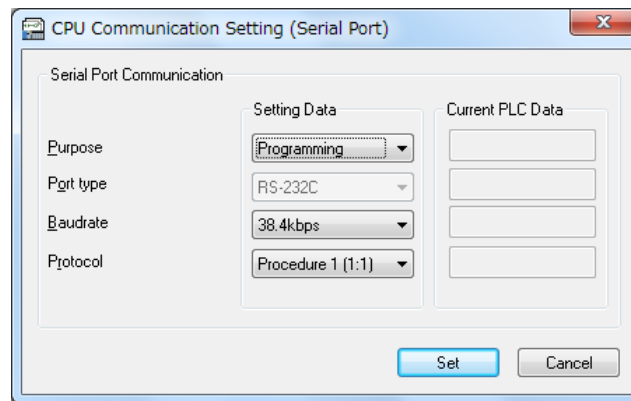 CPU Communication Setting (Serial Port)
Serial Port Communication
Setting Data
Current PLC Data
Purpose
Programming
Port type
RS-232C
Baudrate
38.4kbps
Protocol
Procedure 1 (1:1)
Set
Cancel